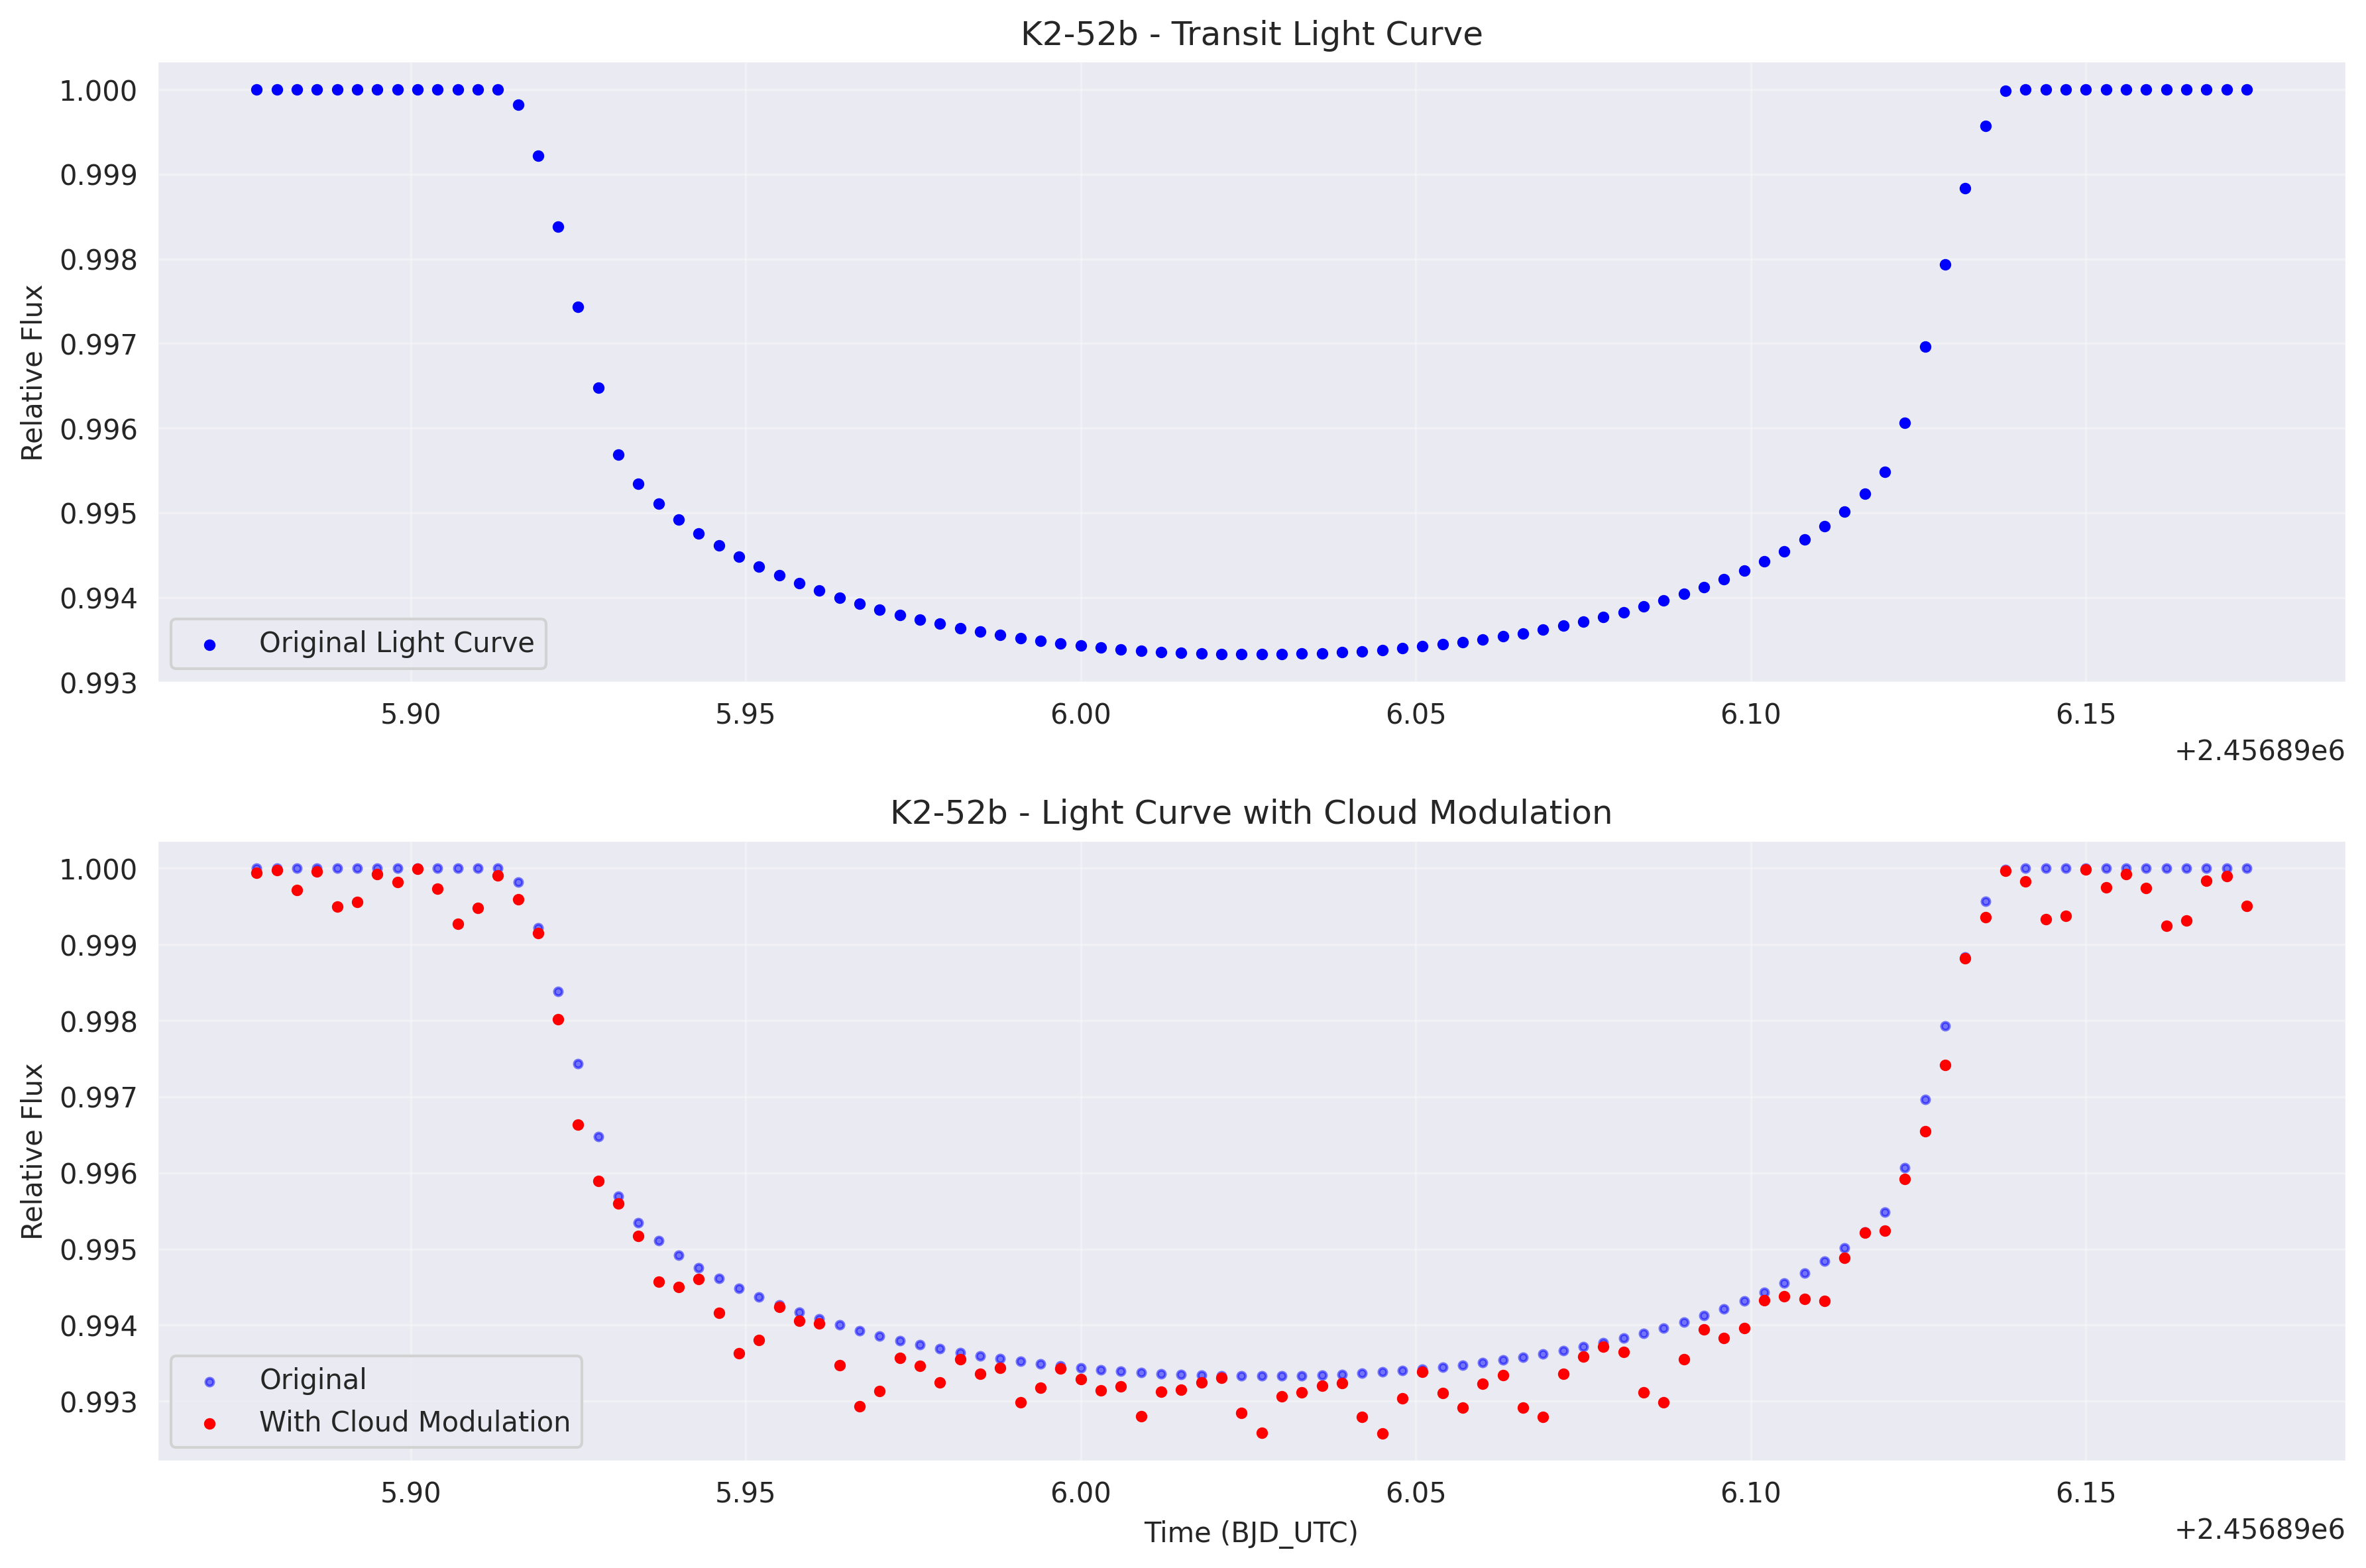 K2-52b - Transit Light Curve
Relative Flux
1.000
0.999
0.998
0.997
0.996
0.995
0.994
0.993
Original Light Curve
5.90 5.95 6.00 6.05 6.10 6.15
+2.45689e6
K2-52b - Light Curve with Cloud Modulation
Relative Flux
1.000
0.999
0.998
0.997
0.996
0.995
0.994
0.993
Original
With Cloud Modulation
5.90 5.95 6.00 6.05 6.10 6.15
Time (BJD_UTC)
+2.45689e6